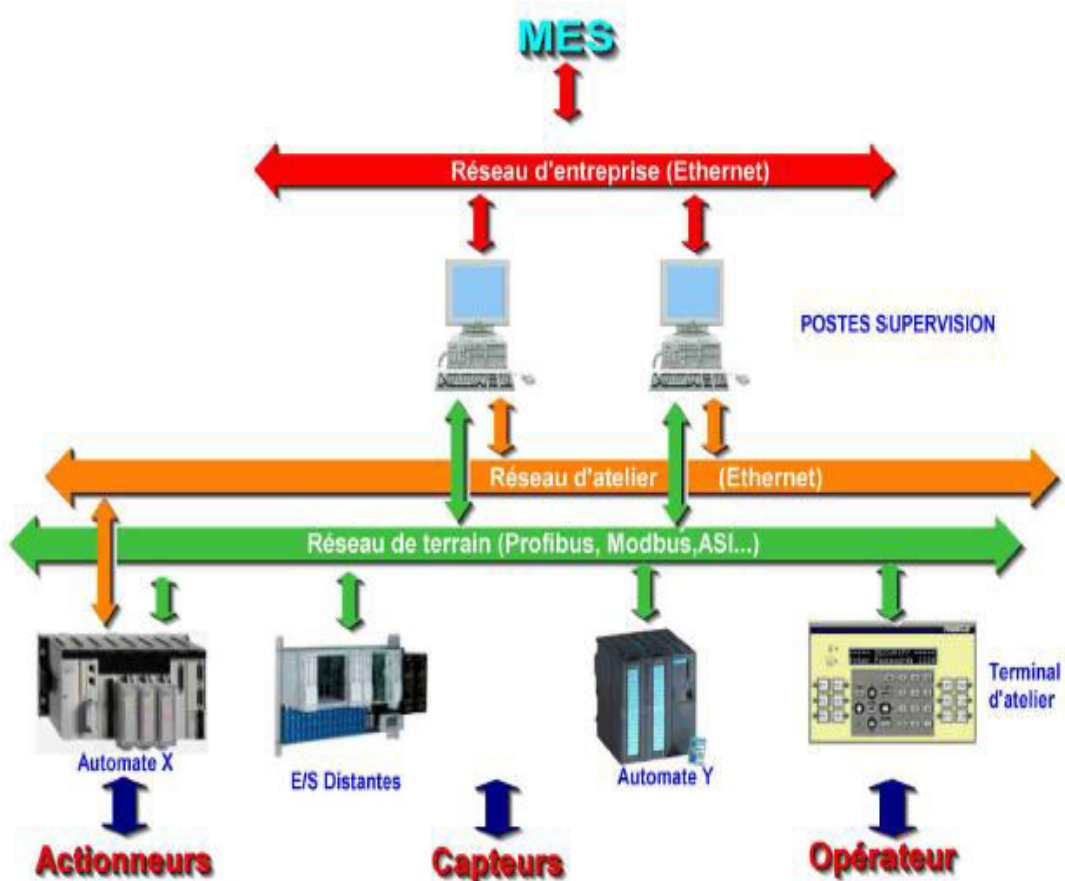 MES
Réseau d'entreprise (Ethernet)
POSTES SUPERVISION
Réseau d'atelier (Ethernet)
Réseau de terrain (Profibus, Modbus,ASI...)
Terminal
d'atelier
Automate X
E/S Distantes
Automate Y
Actionneurs
Capteurs
Opérateur